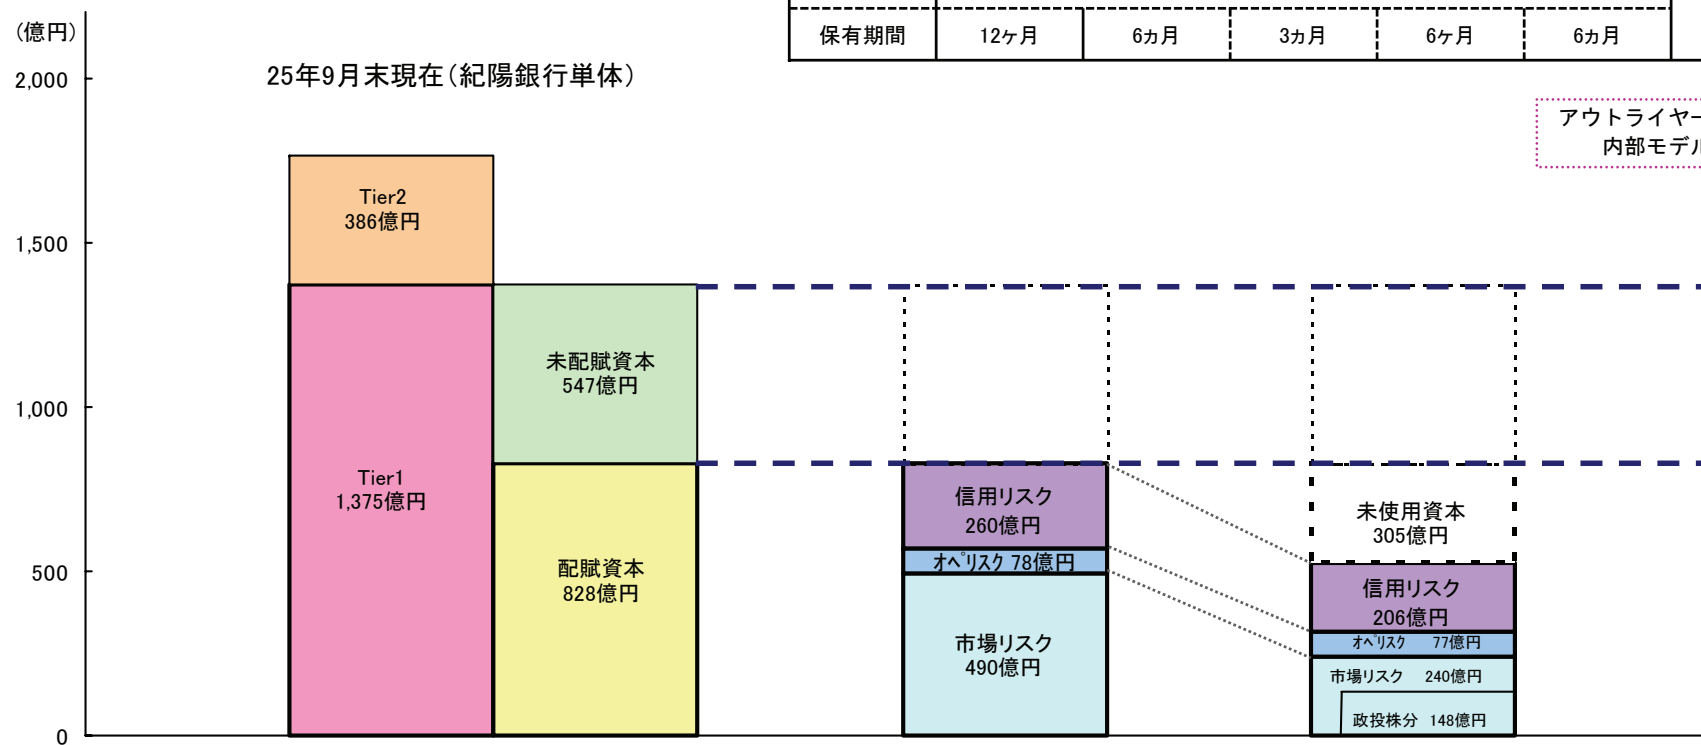 (億円)
保有期間 12ヶ月 6カ月 3カ月 6ヶ月 6カ月
2,000
25年9月末現在(紀陽銀行単体)
アウトライヤー
内部モデル
Tier2
386億円
1,500
未配賦資本
547億円
1,000
Tier1
1,375億円
信用リスク
260億円
未使用資本
305億円
オペリスク 78億円
500
配賦資本
828億円
信用リスク
206億円
オペリスク 77億円
市場リスク
490億円
市場リスク 240億円
政投株分 148億円
0